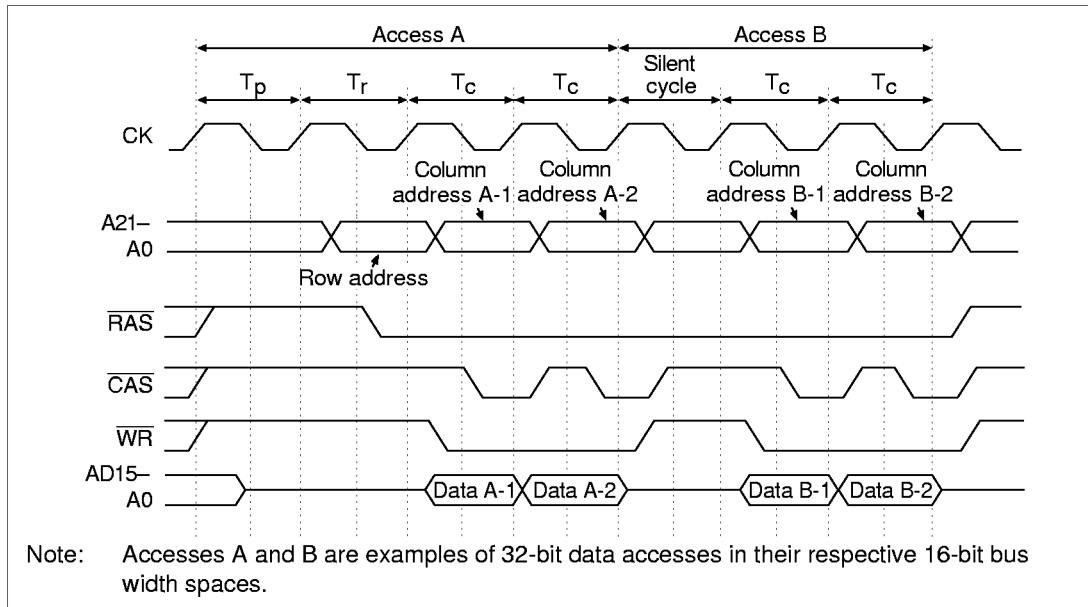 Access A
Access B
Tp
Tr
Tc
Tc
Silent
cycle
Tc
Tc
CK
Column
address A-1
Column
address A-2
Column
address B-1
Column
address B-2
A21–
A0
Row address
RAS
CAS
WR
AD15–
A0
Data A-1
Data A-2
Data B-1
Data B-2
Note: Accesses A and B are examples of 32-bit data accesses in their respective 16-bit bus
width spaces.